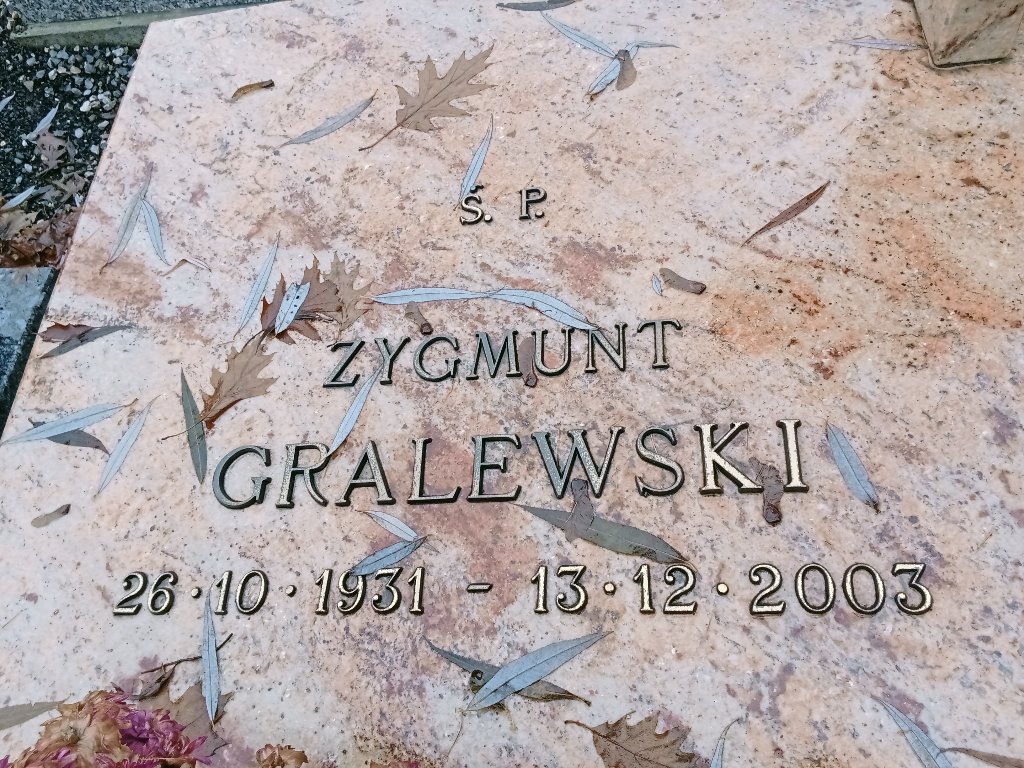 Ś. P.
ZYGMUNT
GRALEWSKI
26·10·1931 - 13·12·2003